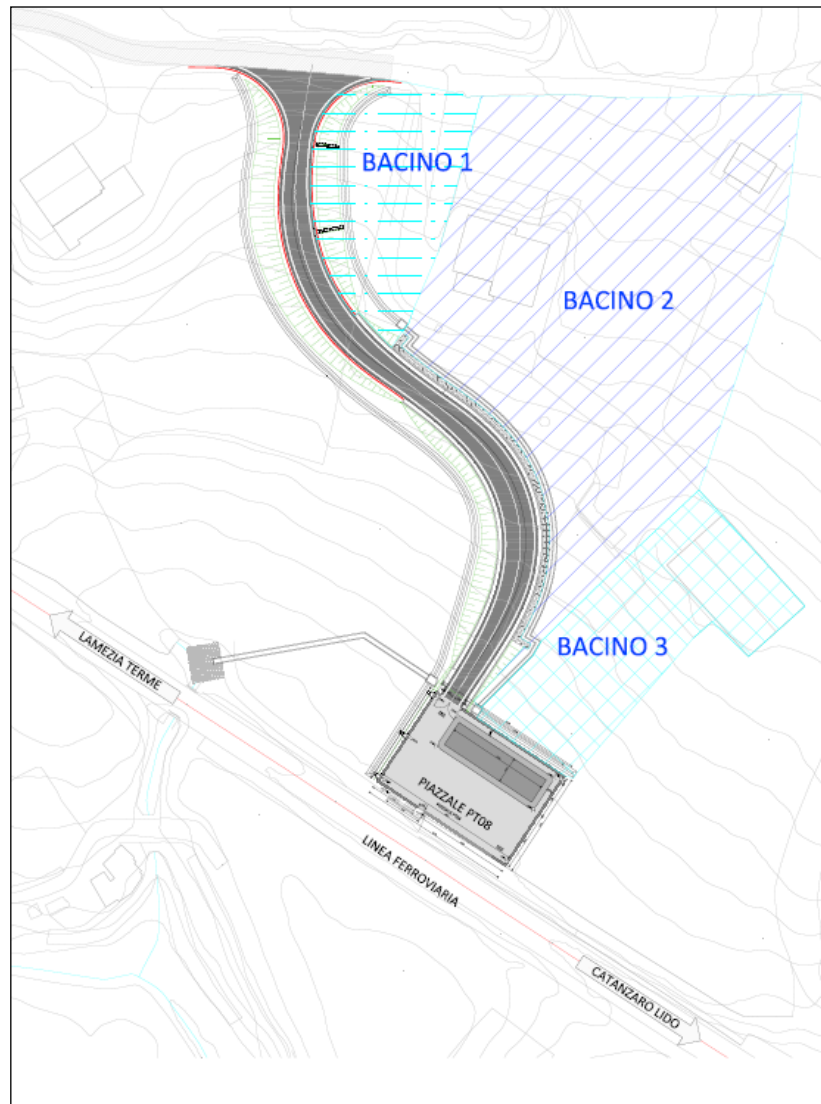 BACINO 1
BACINO 2
BACINO 3
LAMEZIA TERME
PIAZZALE PT08
LINEA FERROVIARIA
CATANZARO LIDO